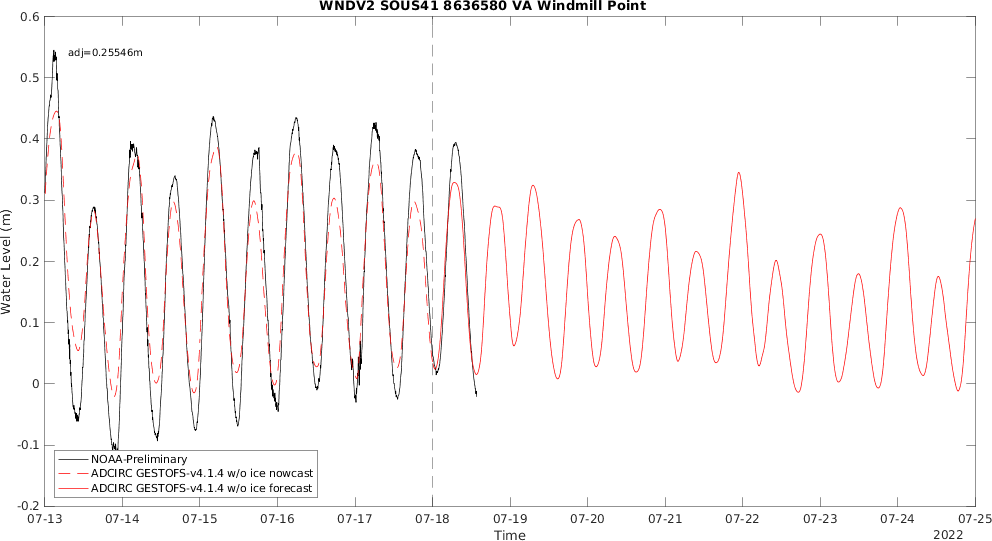 WNDV2 SOUS41 8636580 VA Windmill Point
0.6
0.5
0.4
0.3
0.2
0.1
0
-0.1
-0.2
Water Level (m)
adj=0.25546m
NOAA-Preliminary
ADCIRC GESTOFS-v4.1.4 w/o ice nowcast
ADCIRC GESTOFS-v4.1.4 w/o ice forecast
07-13 07-14 07-15 07-16 07-17 07-18 07-19 07-20 07-21 07-22 07-23 07-24 07-25
Time
2022